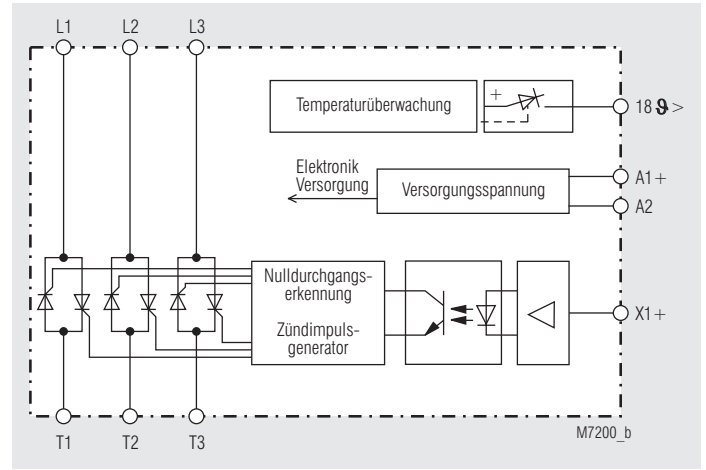 L1 L2 L3
Temperaturüberwachung
+
18 ϑ >
Elektronik
Versorgung
Versorgungsspannung
A1+
A2
Nulldurchgangs-
erkennung
Zündimpuls-
generator
X1+
T1 T2 T3
M7200_b